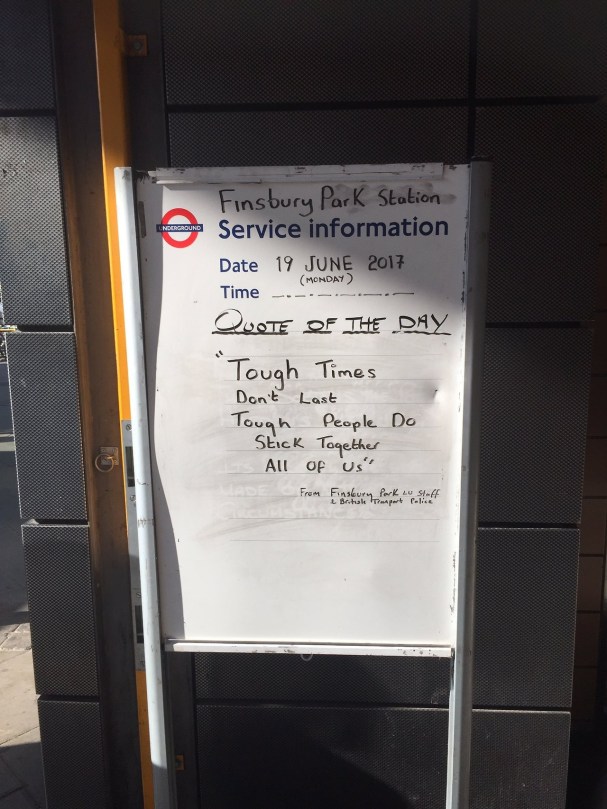 Finsbury Park Station
UNDERGROUND
Service information
Date 19 JUNE 2017
(MONDAY)
Time
QUOTE OF THE DAY
"Tough Times
Don't Last
Tough People Do
Stick Together
All OF Us"
From Finsbury Park LU Staff
& British Transport Police